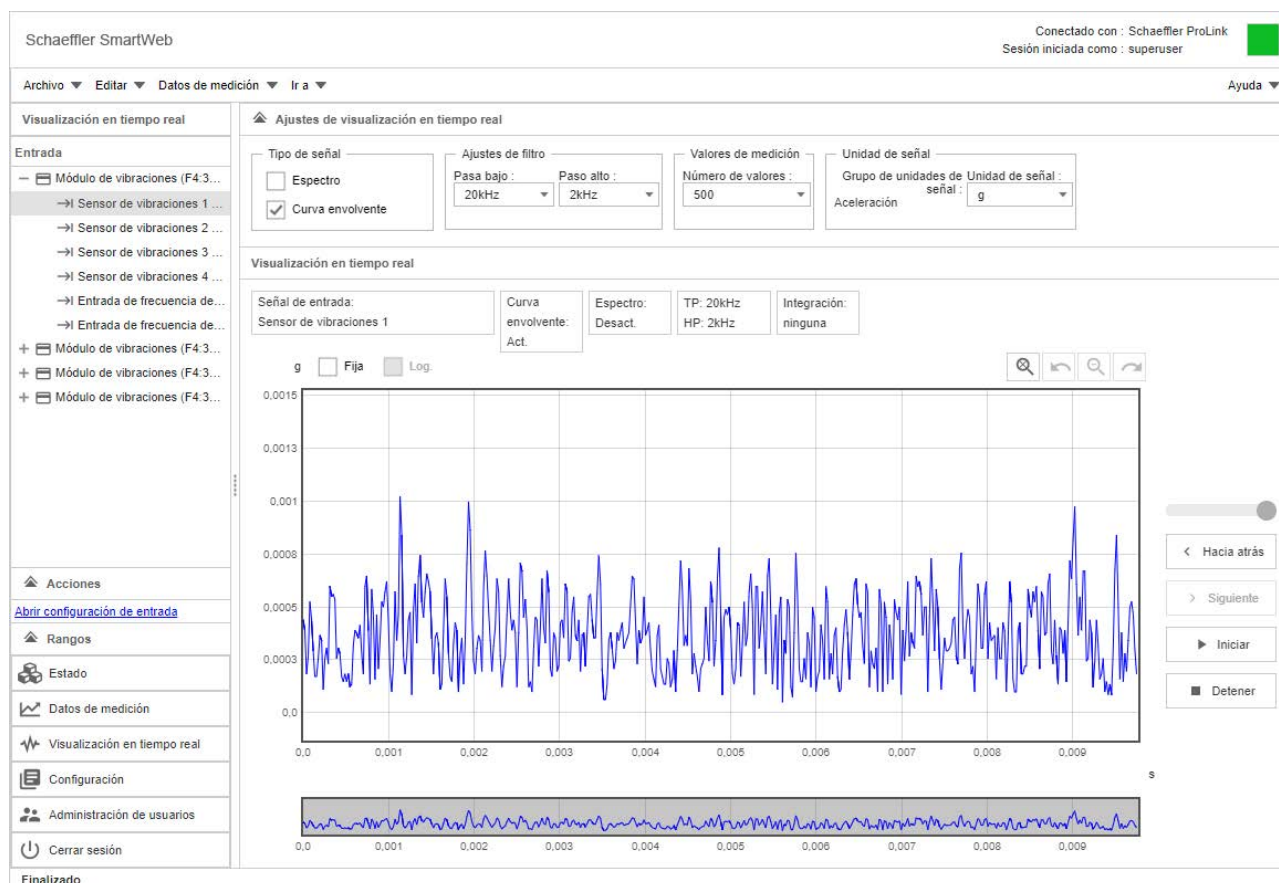 Schaeffler SmartWeb
Conectado con : Schaeffler ProLink
Sesión iniciada como : superuser
Archivo Editar Datos de medición Ir a Ayuda
Visualización en tiempo real
Entrada
Módulo de vibraciones (F4:3...
Sensor de vibraciones 1 ...
Sensor de vibraciones 2 ...
Sensor de vibraciones 3 ...
Sensor de vibraciones 4 ...
Entrada de frecuencia de...
Entrada de frecuencia de...
Módulo de vibraciones (F4:3...
Módulo de vibraciones (F4:3...
Módulo de vibraciones (F4:3...
Acciones
Abrir configuración de entrada
Rangos
Estado
Datos de medición
Visualización en tiempo real
Configuración
Administración de usuarios
Cerrar sesión
Finalizado
Ajustes de visualización en tiempo real
Tipo de señal
Espectro
Curva envolvente
Ajustes de filtro
Pasa bajo : Paso alto :
20kHz 2kHz
Valores de medición
Número de valores :
500
Unidad de señal
Grupo de unidades de señal :
Aceleración
Unidad de señal :
g
Visualización en tiempo real
Señal de entrada:
Sensor de vibraciones 1
Curva
envolvente:
Act.
Espectro:
Desact.
TP: 20kHz
HP: 2kHz
Integración:
ninguna
g Fija Log.
0,0015
0,0013
0,001
0,0008
0,0005
0,0003
0,0
0,0 0,001 0,002 0,003 0,004 0,005 0,006 0,007 0,008 0,009
s
0,0 0,001 0,002 0,003 0,004 0,005 0,006 0,007 0,008 0,009
Hacia atrás
Siguiente
Iniciar
Detener